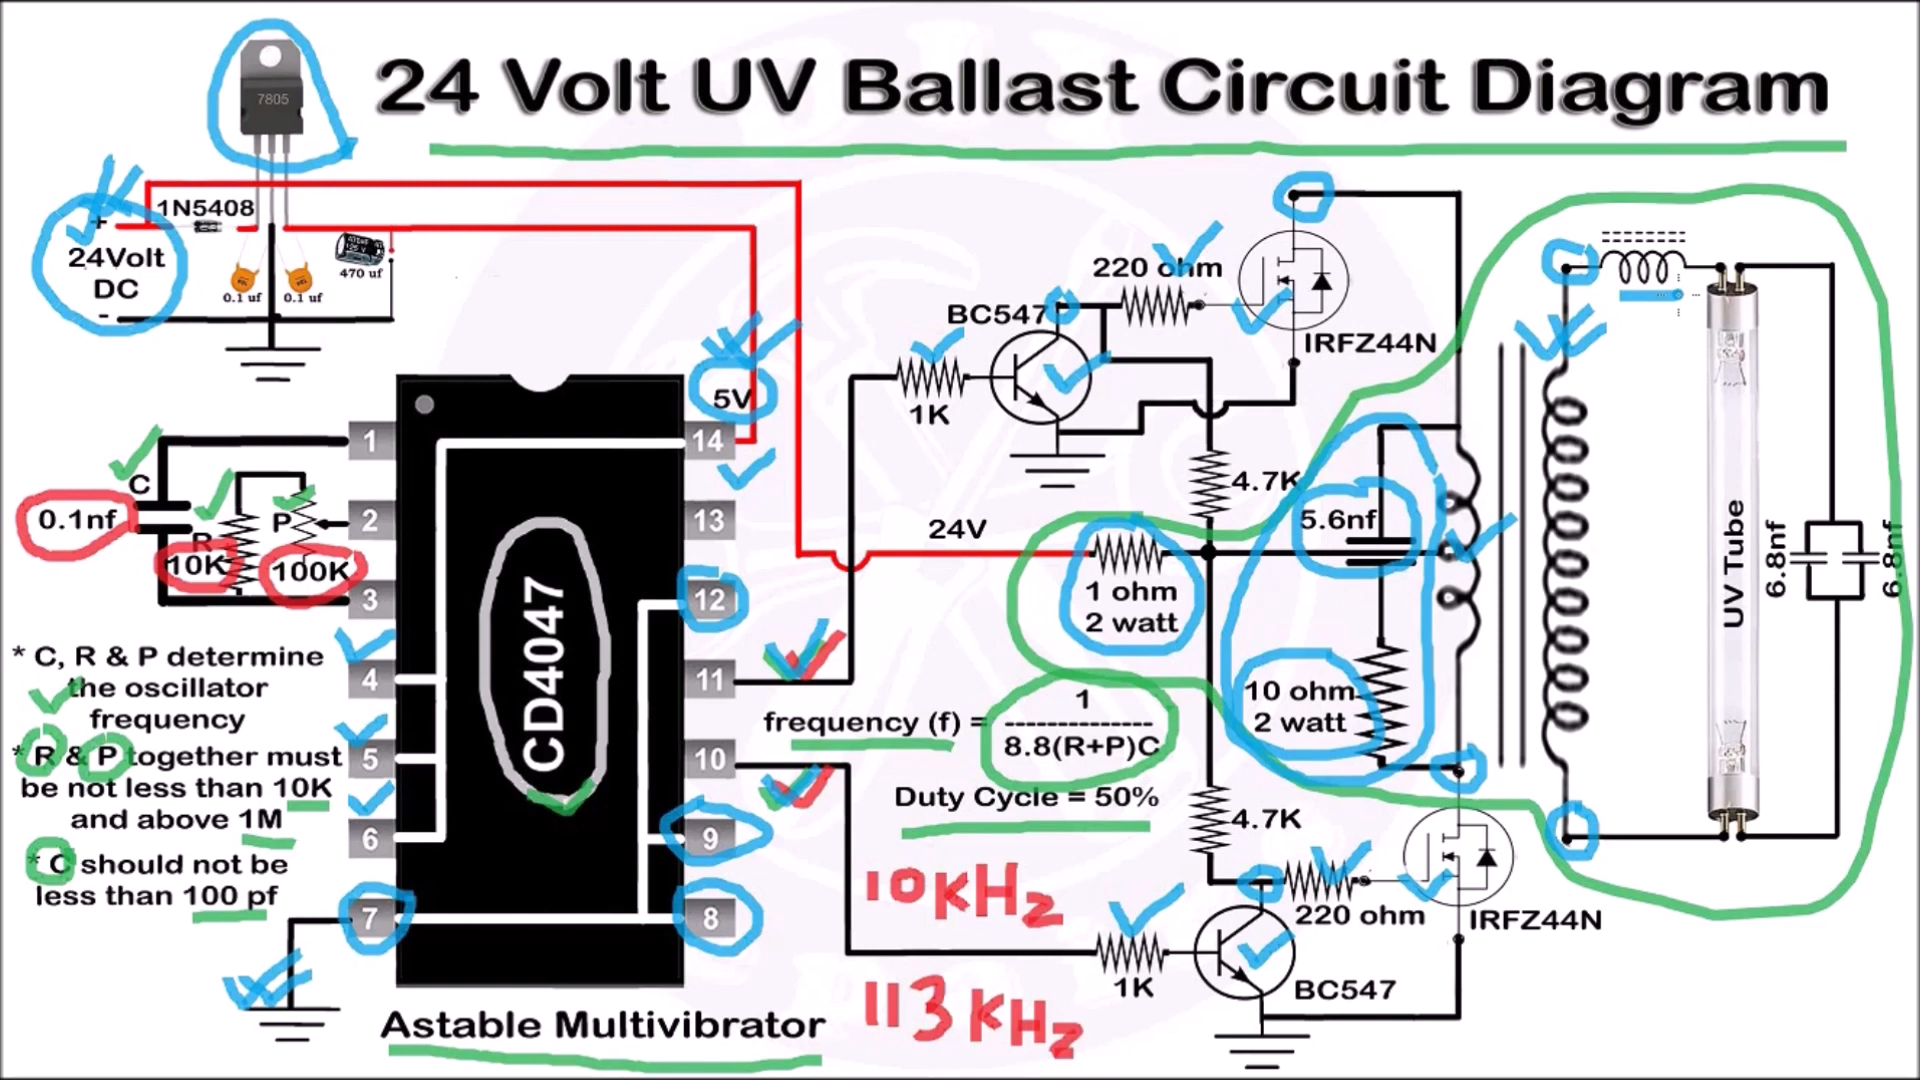 24 Volt UV Ballast Circuit Diagram
7805
1N5408
+
24Volt
DC
-
0.1 uf
0.1 uf
470 uf
5V
1
2
3
4
5
6
7
14
13
12
11
10
9
8
CD4047
C
0.1nf
R
P
10K
100K
* C, R & P determine
the oscillator
frequency
* R & P together must
be not less than 10K
and above 1M
* C should not be
less than 100 pf
Astable Multivibrator
frequency (f) =
1
---------------
8.8(R+P)C
Duty Cycle = 50%
10KHz
113KHz
BC547
1K
220 ohm
IRFZ44N
4.7K
24V
1 ohm
2 watt
5.6nf
10 ohm
2 watt
4.7K
220 ohm
IRFZ44N
1K
BC547
UV Tube
6.8nf
6.8nf